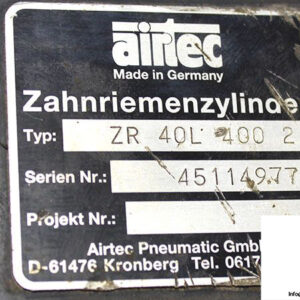 airtec
Made in Germany
Zahnriemenzylinde
Typ: ZR 40L 400 2
Serien Nr.: 45114977
Projekt Nr.:
Airtec Pneumatic Gmb
D-61476 Kronberg Tel. 0617